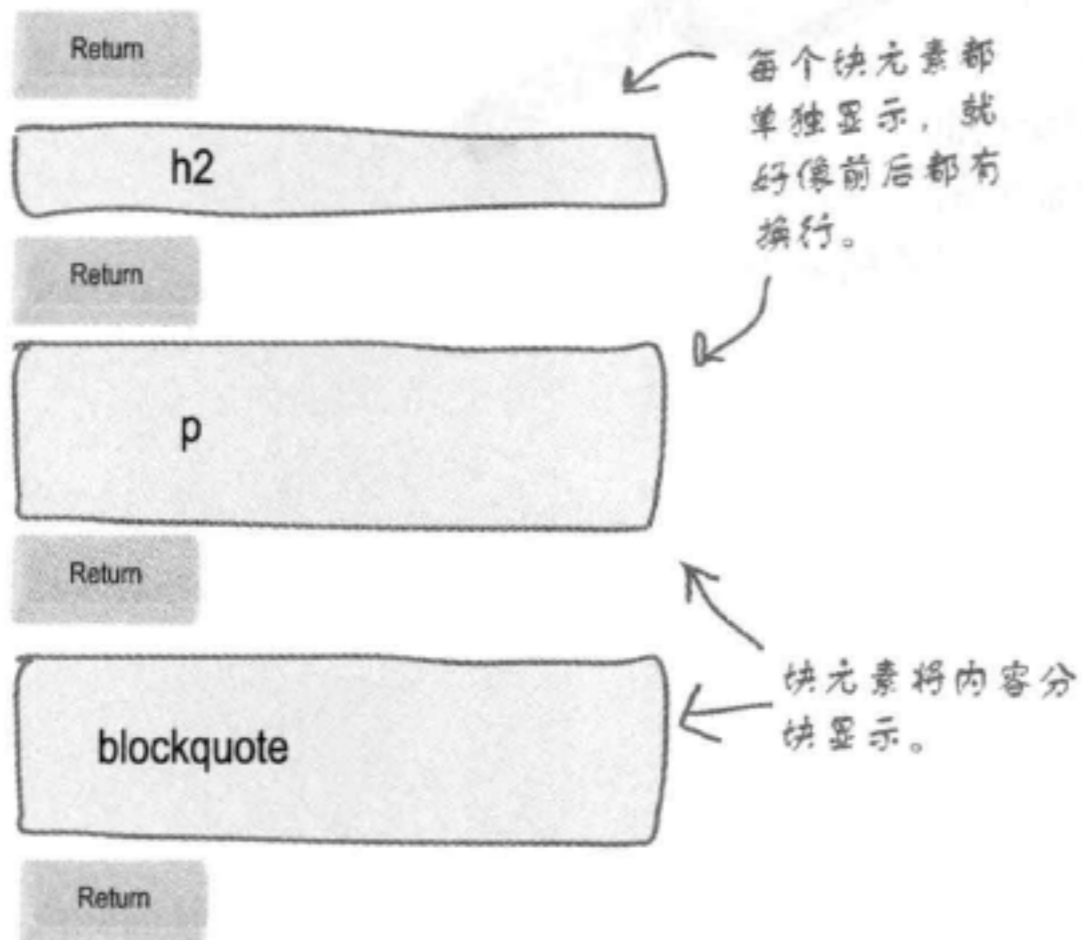 Return
每个块元素都
单独显示，就
好像前后都有
换行。
h2
Return
p
Return
块元素将内容分
块显示。
blockquote
Return